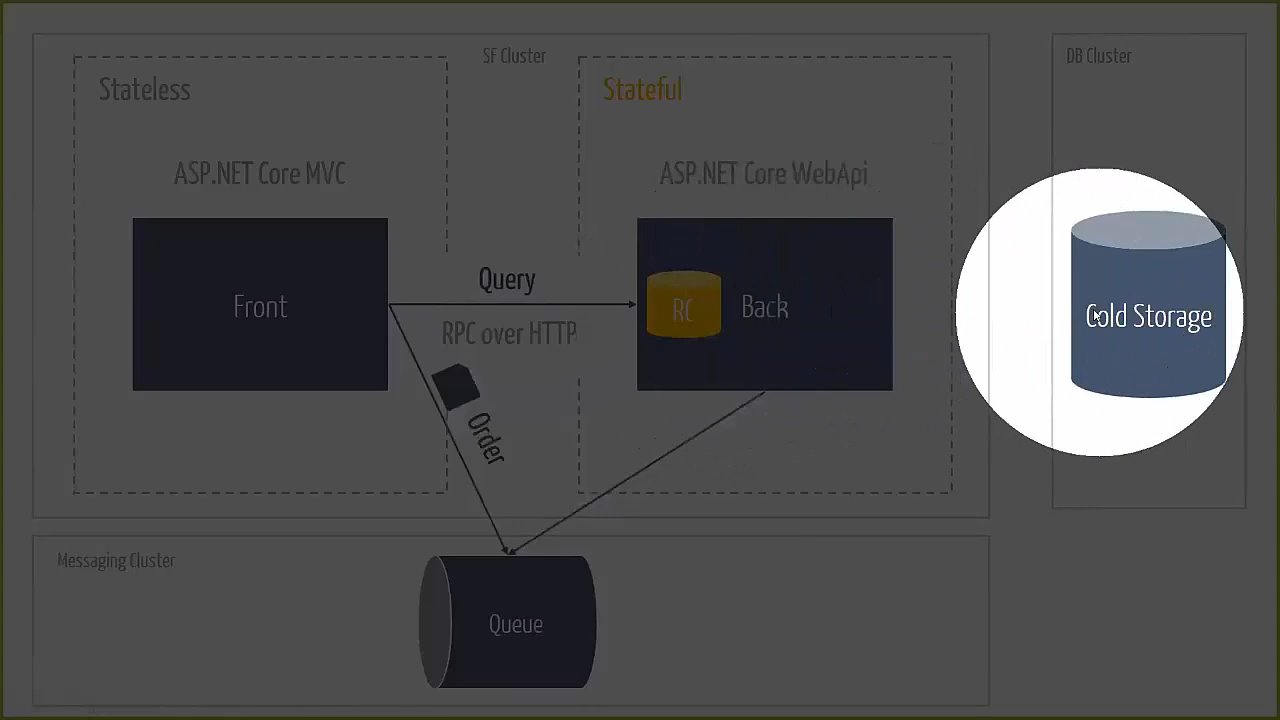 SF Cluster
DB Cluster
Stateless
Stateful
ASP.NET Core MVC
ASP.NET Core WebApi
Query
Front
RC
Back
Cold Storage
RPC over HTTP
Order
Messaging Cluster
Queue